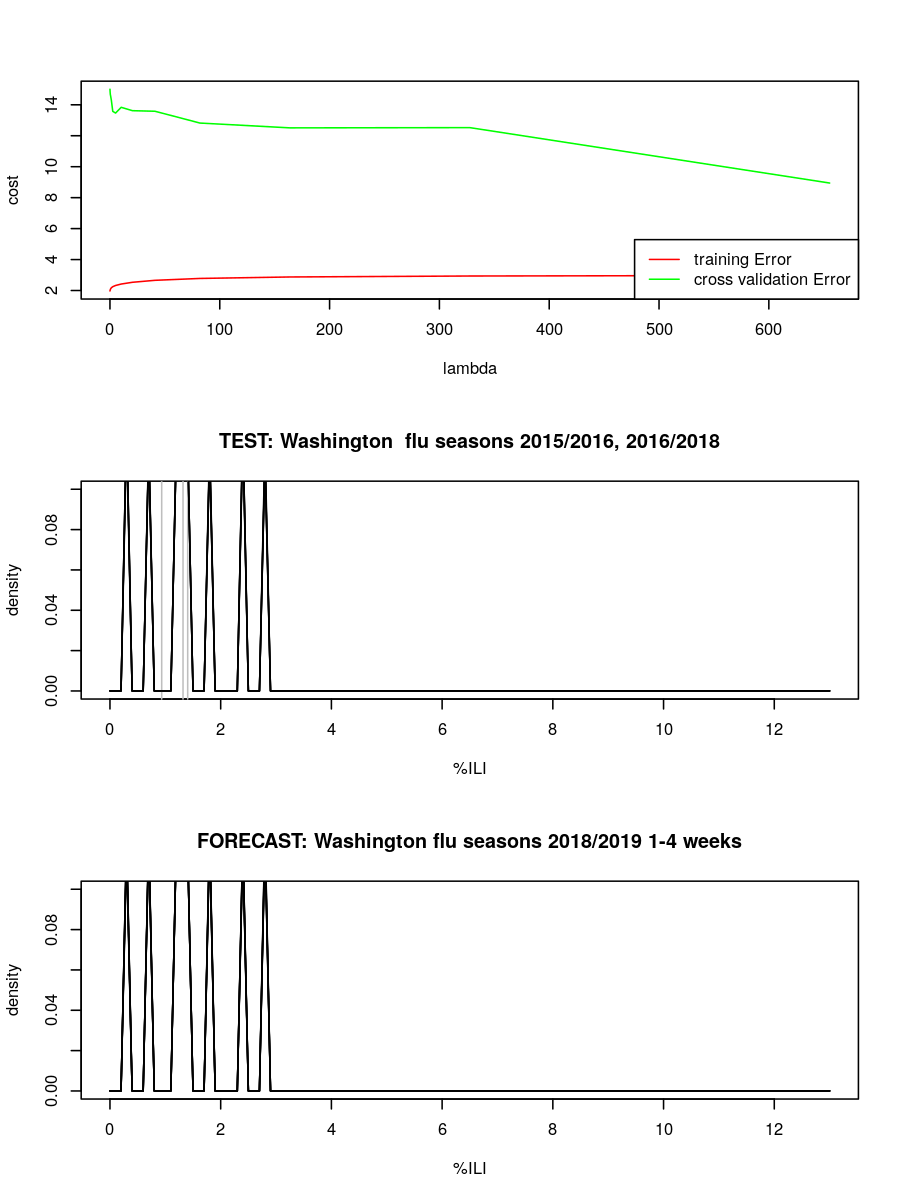 14
10
8
6
4
2
cost
training Error
cross validation Error
0 100 200 300 400 500 600
lambda
TEST: Washington  flu seasons 2015/2016, 2016/2018
0.08
0.04
0.00
density
0 2 4 6 8 10 12
%ILI
FORECAST: Washington flu seasons 2018/2019 1-4 weeks
0.08
0.04
0.00
density
0 2 4 6 8 10 12
%ILI